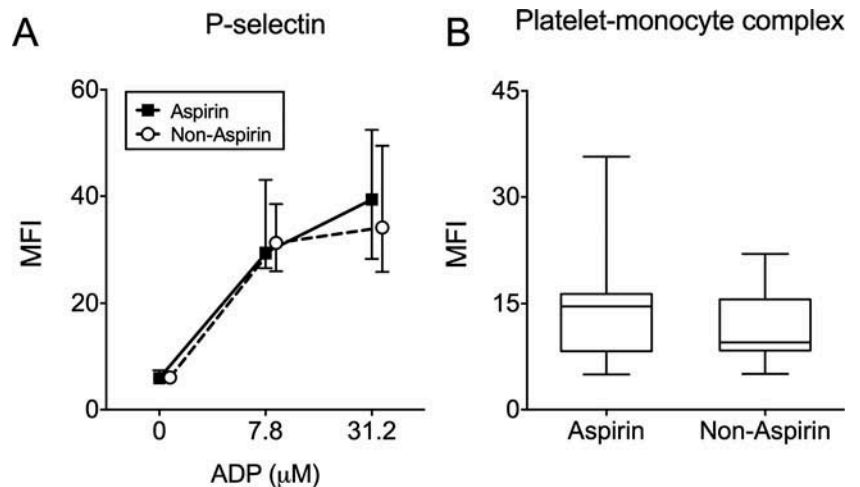 A
P-selectin
60
40
20
0
MFI
Aspirin
Non-Aspirin
0 7.8 31.2
ADP (μM)
B
Platelet-monocyte complex
45
30
15
0
MFI
Aspirin Non-Aspirin